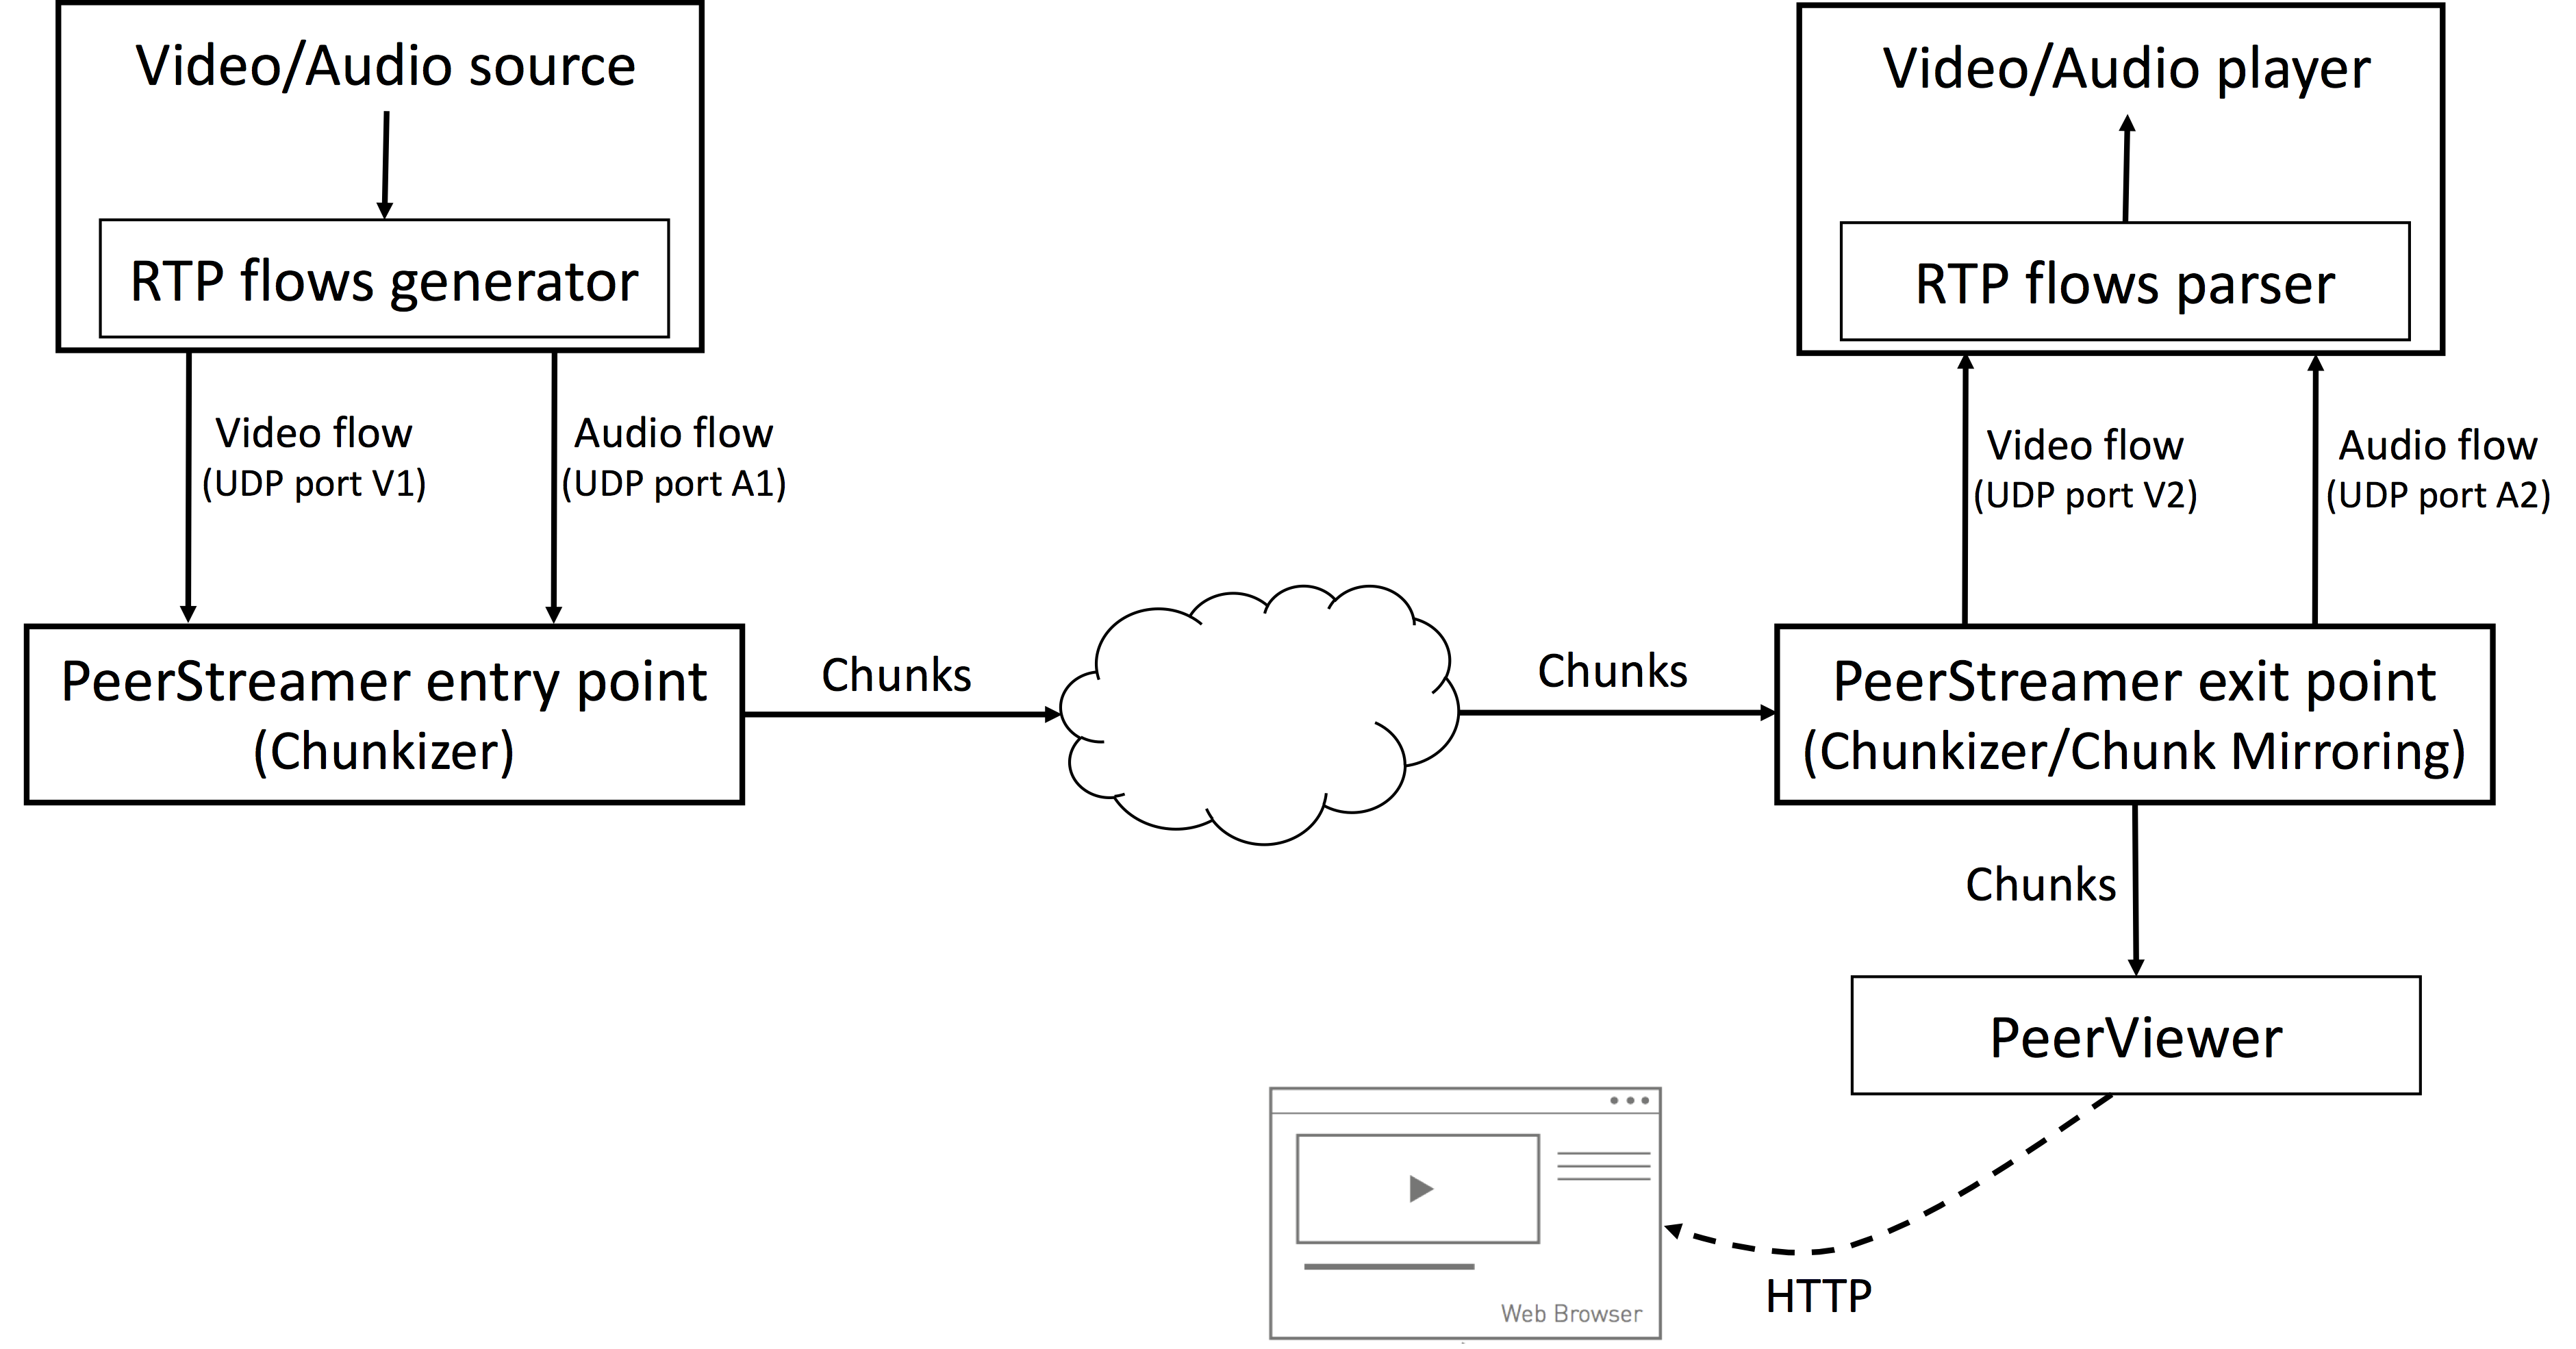 Video/Audio source
RTP flows generator
Video flow
(UDP port V1)
Audio flow
(UDP port A1)
PeerStreamer entry point
(Chunkizer)
Chunks
Chunks
Video/Audio player
RTP flows parser
Video flow
(UDP port V2)
Audio flow
(UDP port A2)
PeerStreamer exit point
(Chunkizer/Chunk Mirroring)
Chunks
PeerViewer
HTTP
Web Browser